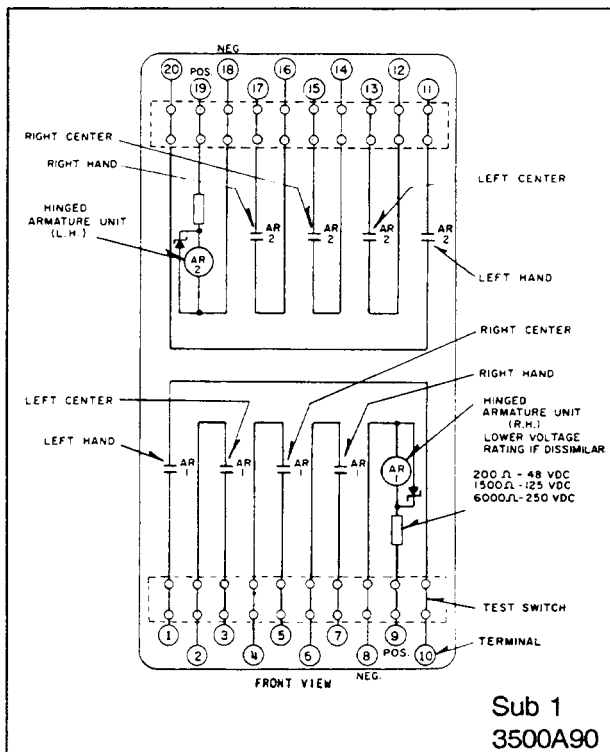 NEG.
20 POS. 18 16 14 12
19 17 15 13 11
RIGHT CENTER
RIGHT HAND
LEFT CENTER
HINGED
ARMATURE UNIT
(L.H.)
AR
2
AR
2
AR
2
AR
2
AR
2
LEFT HAND
RIGHT CENTER
LEFT CENTER
RIGHT HAND
LEFT HAND
HINGED
ARMATURE UNIT
(R.H.)
LOWER VOLTAGE
RATING IF DISSIMILAR
AR
1
AR
1
AR
1
AR
1
AR
1
200 Ω - 48 VDC
1500Ω - 125 VDC
6000Ω - 250 VDC
TEST SWITCH
1 3 5 7 9
2 4 6 8 POS. 10
TERMINAL
FRONT VIEW
NEG.
Sub 1
3500A90